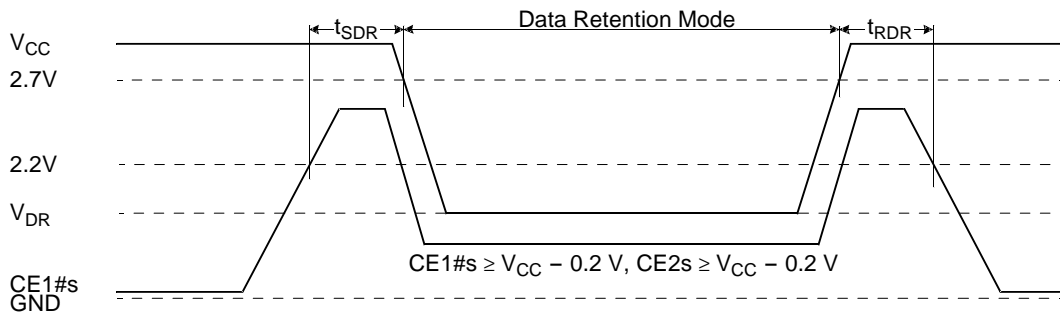 Data Retention Mode
tSDR
tRDR
VCC
2.7V
2.2V
VDR
CE1#s ≥ VCC − 0.2 V, CE2s ≥ VCC − 0.2 V
CE1#s
GND